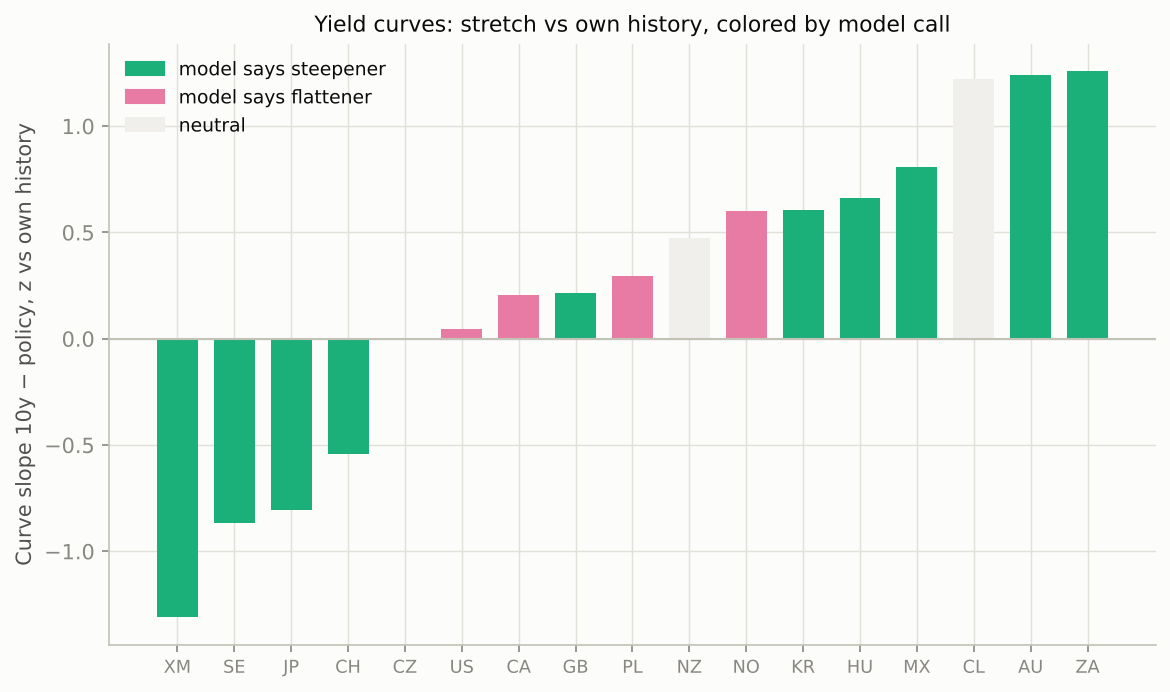 Yield curves: stretch vs own history, colored by model call
model says steepener
model says flattener
neutral
Curve slope 10y − policy, z vs own history
1.0
0.5
0.0
−0.5
−1.0
XM SE JP CH CZ US CA GB PL NZ NO KR HU MX CL AU ZA